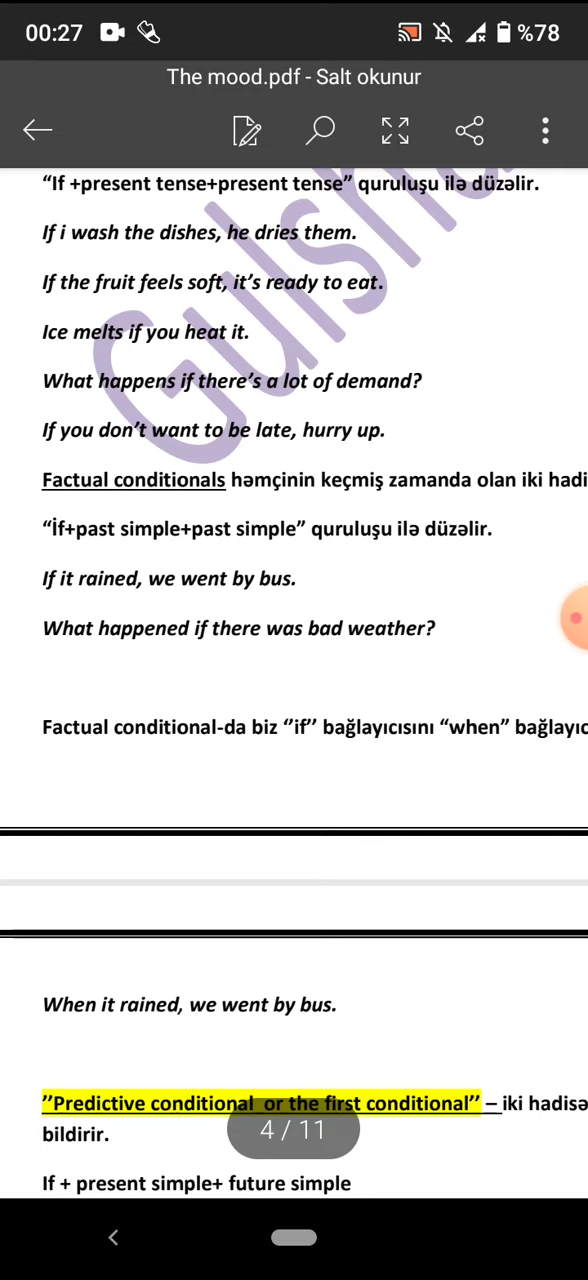 00:27
%78
The mood.pdf - Salt okunur
“If +present tense+present tense” quruluşu ilə düzəlir.
If i wash the dishes, he dries them.
If the fruit feels soft, it’s ready to eat.
Ice melts if you heat it.
What happens if there’s a lot of demand?
If you don’t want to be late, hurry up.
Factual conditionals həmçinin keçmiş zamanda olan iki hadi
“İf+past simple+past simple” quruluşu ilə düzəlir.
If it rained, we went by bus.
What happened if there was bad weather?
Factual conditional-da biz ‘’if’’ bağlayıcısını “when” bağlayıc
When it rained, we went by bus.
’’Predictive conditional or the first conditional’’ – iki hadisə
bildirir.
4 / 11
If + present simple+ future simple